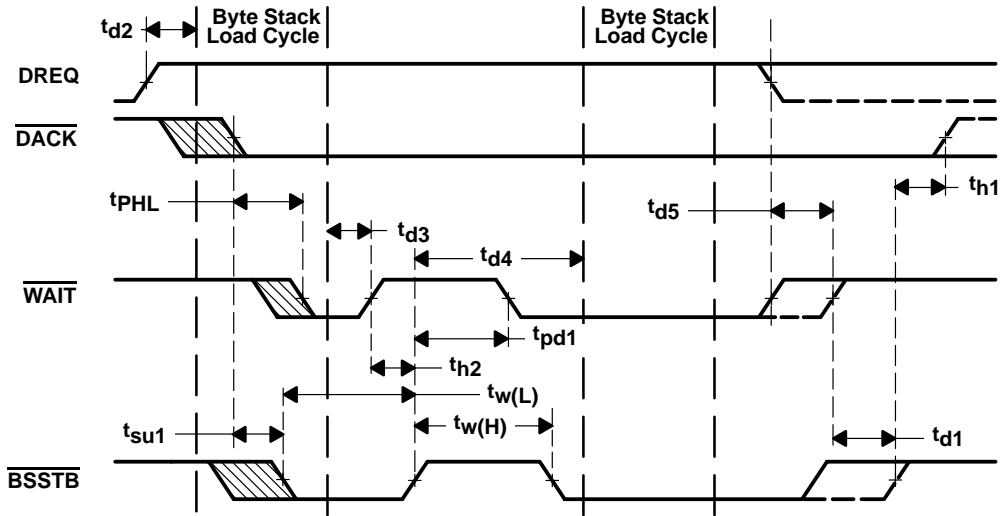 Byte Stack
Load Cycle
Byte Stack
Load Cycle
td2
DREQ
DACK
tPHL
th1
td5
td3
td4
WAIT
tpd1
th2
tw(L)
tw(H)
tsu1
td1
BSSTB